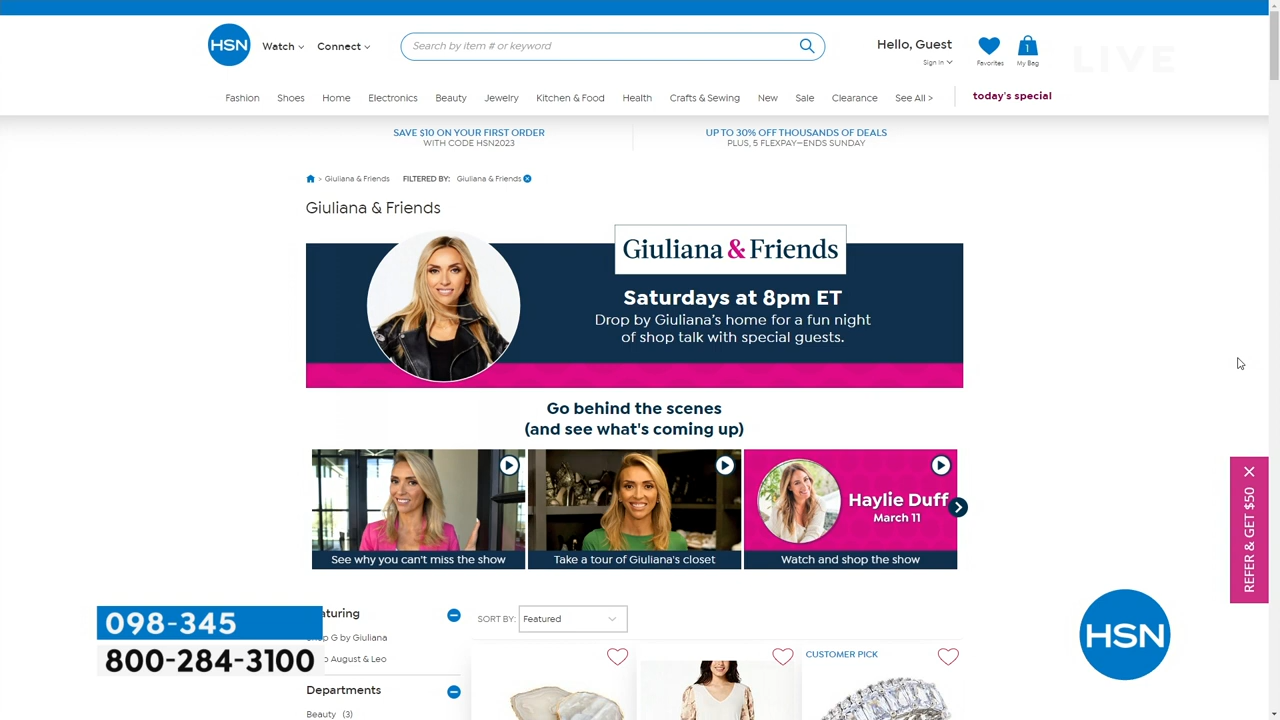 HSN
Watch
Connect
Search by item # or keyword
Hello, Guest
Sign In
Favorites
1
My Bag
LIVE
Fashion
Shoes
Home
Electronics
Beauty
Jewelry
Kitchen & Food
Health
Crafts & Sewing
New
Sale
Clearance
See All >
today's special
SAVE $10 ON YOUR FIRST ORDER
WITH CODE HSN2023
UP TO 30% OFF THOUSANDS OF DEALS
PLUS, 5 FLEXPAY—ENDS SUNDAY
> Giuliana & Friends
FILTERED BY: Giuliana & Friends
Giuliana & Friends
Giuliana & Friends
Saturdays at 8pm ET
Drop by Giuliana's home for a fun night
of shop talk with special guests.
Go behind the scenes
(and see what's coming up)
See why you can't miss the show
Take a tour of Giuliana's closet
Haylie Duff
March 11
Watch and shop the show
REFER & GET $50
098-345
800-284-3100
SORT BY: Featured
G by Giuliana
August & Leo
Departments
Beauty (3)
CUSTOMER PICK
HSN